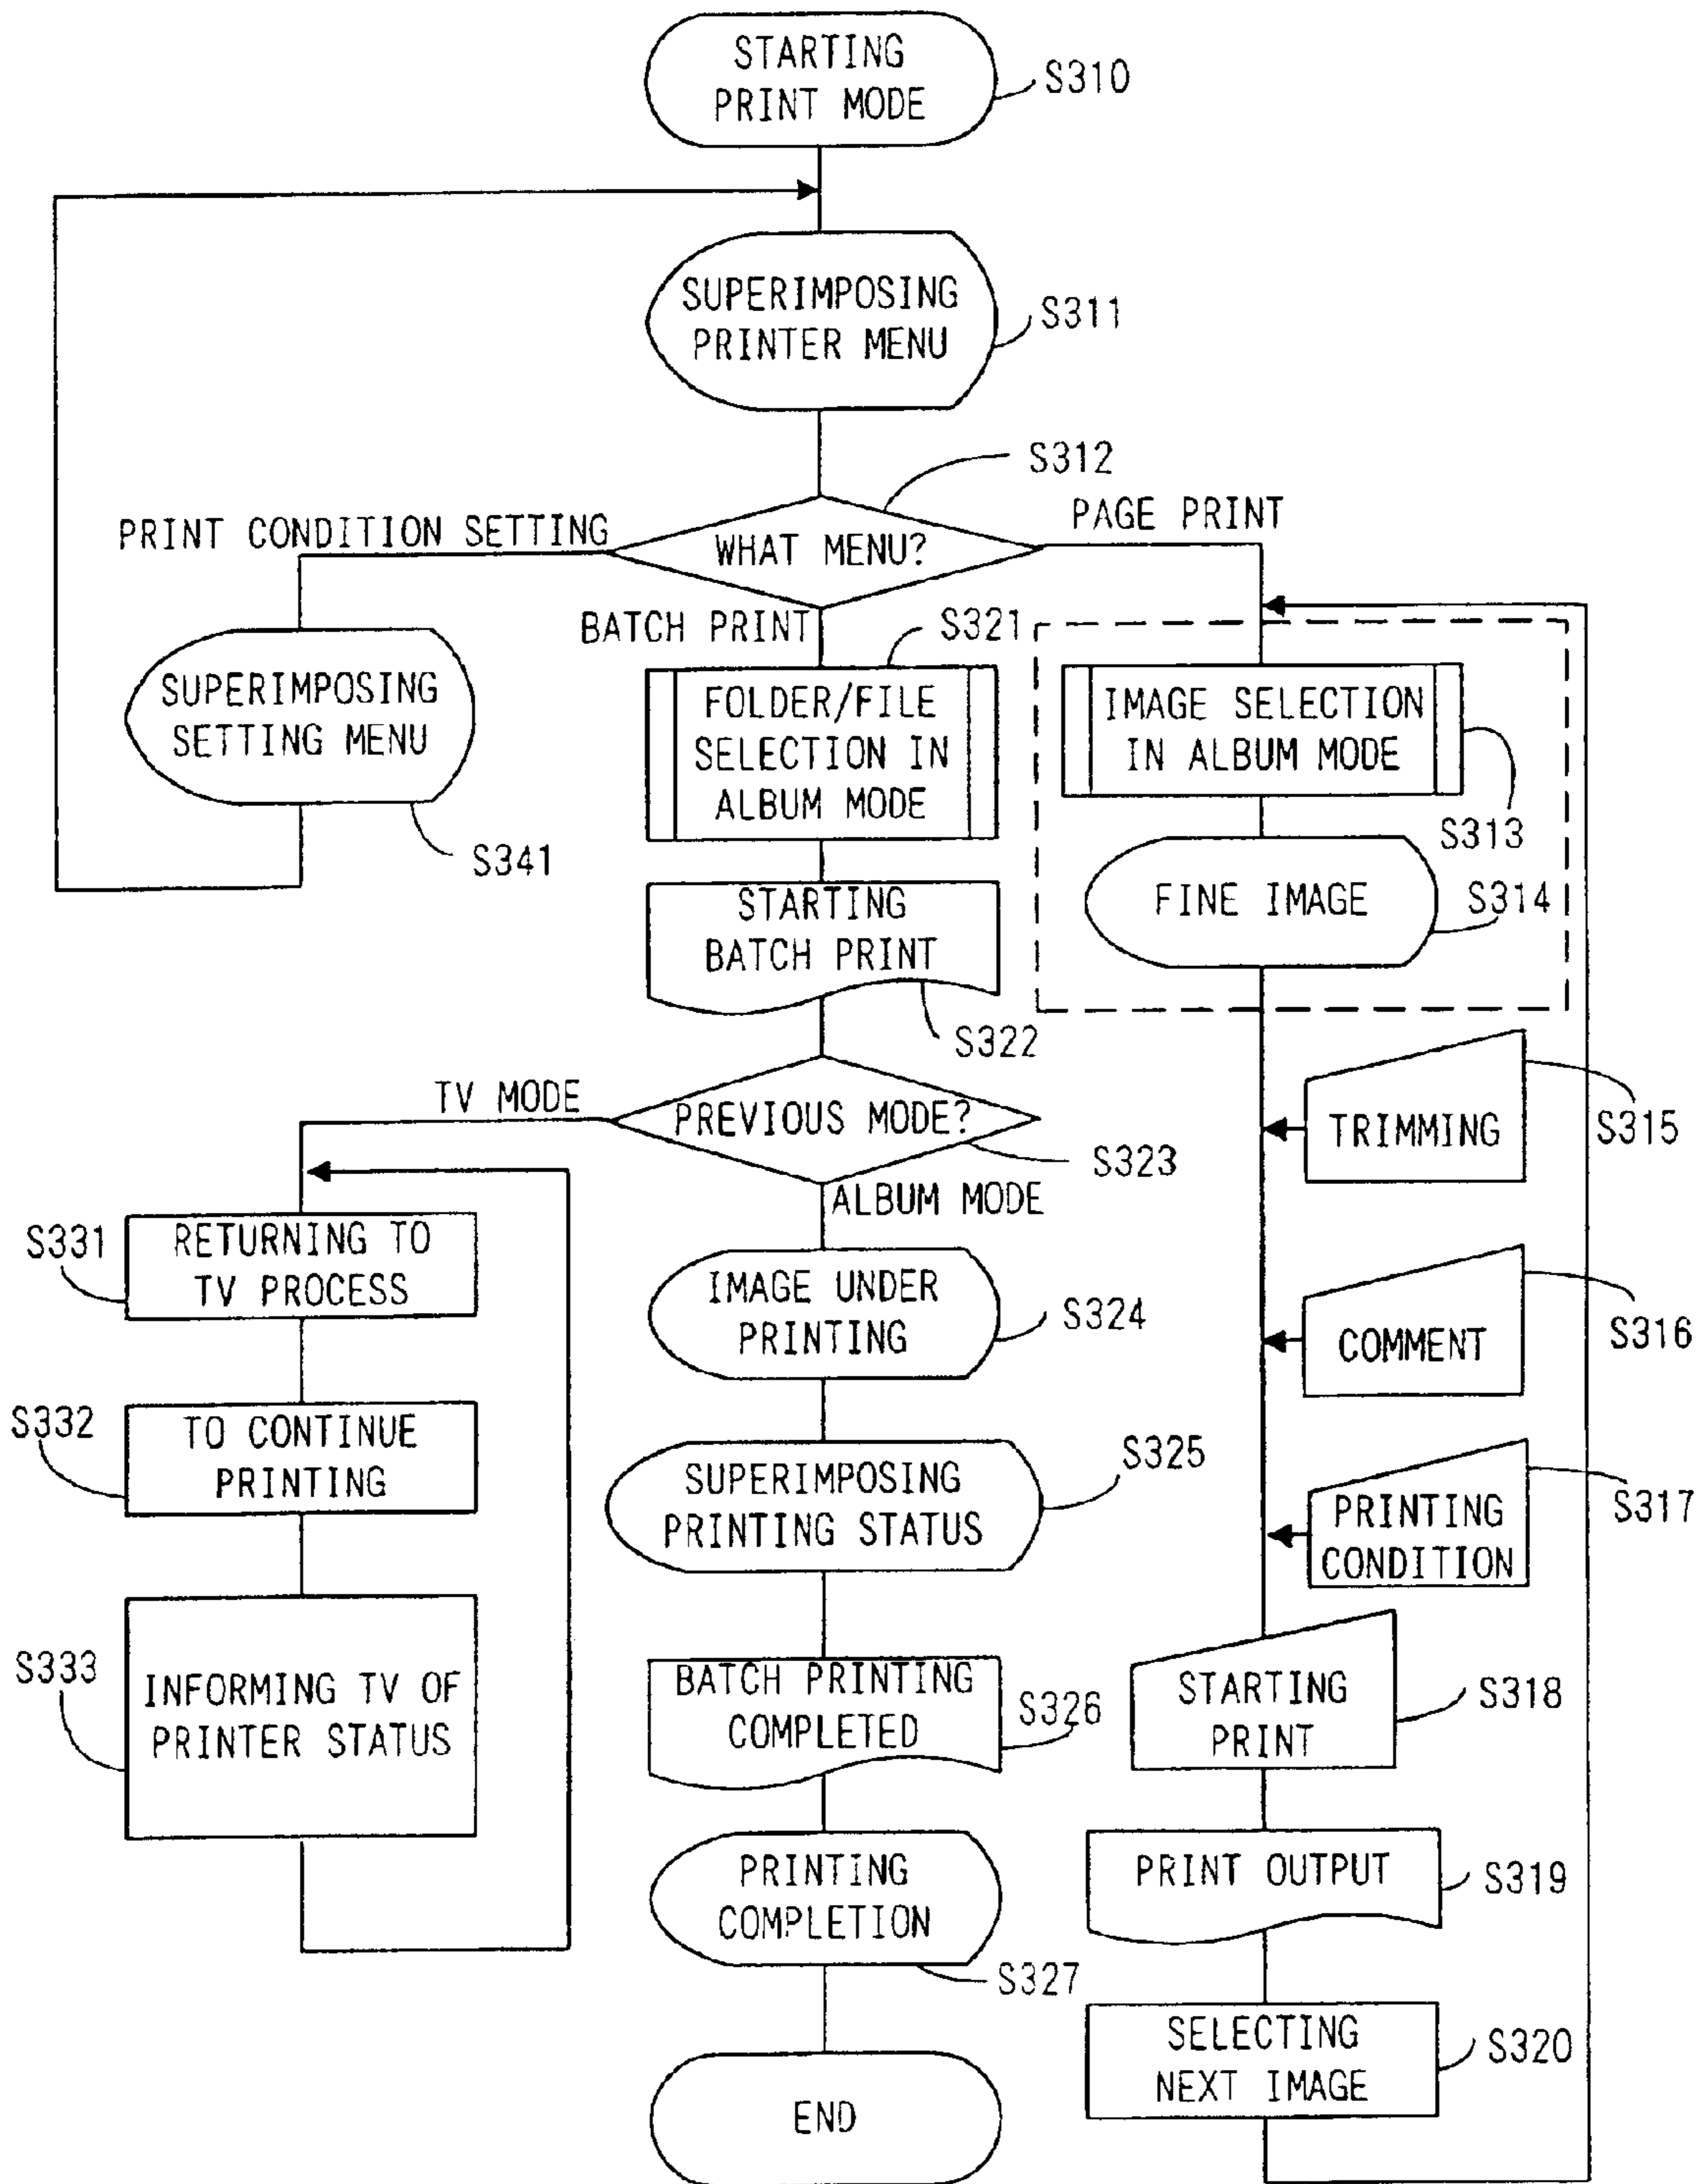 STARTING
PRINT MODE
S310
SUPERIMPOSING
PRINTER MENU
S311
S312
PRINT CONDITION SETTING
WHAT MENU?
PAGE PRINT
BATCH PRINT
S321
SUPERIMPOSING
SETTING MENU
S341
FOLDER/FILE
SELECTION IN
ALBUM MODE
IMAGE SELECTION
IN ALBUM MODE
S313
STARTING
BATCH PRINT
S322
FINE IMAGE
S314
TV MODE
PREVIOUS MODE?
S323
ALBUM MODE
TRIMMING
S315
S331
RETURNING TO
TV PROCESS
IMAGE UNDER
PRINTING
S324
COMMENT
S316
S332
TO CONTINUE
PRINTING
SUPERIMPOSING
PRINTING STATUS
S325
PRINTING
CONDITION
S317
S333
INFORMING TV OF
PRINTER STATUS
BATCH PRINTING
COMPLETED
S326
STARTING
PRINT
S318
PRINTING
COMPLETION
S327
PRINT OUTPUT
S319
SELECTING
NEXT IMAGE
S320
END